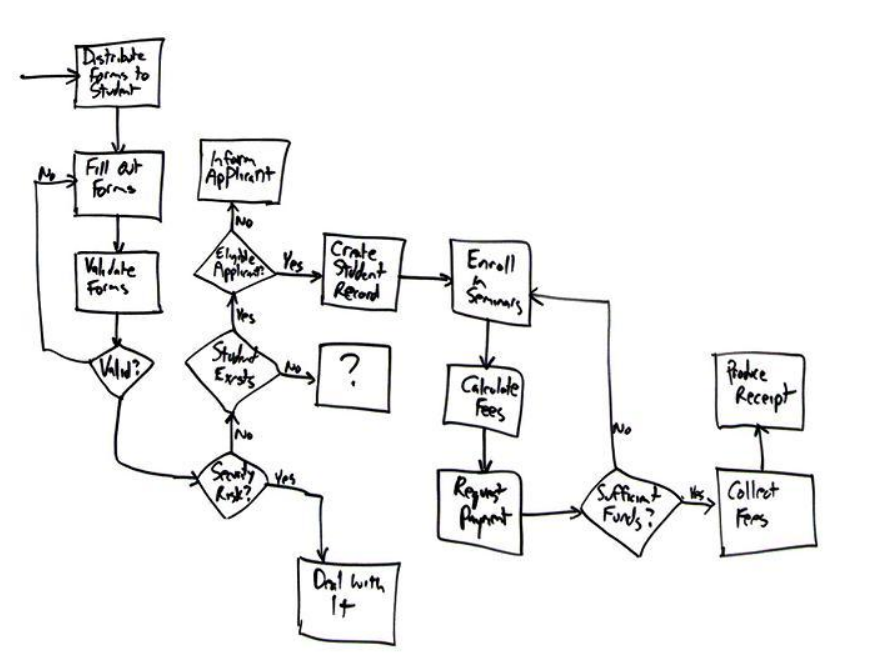 Distribute
Forms to
Student
No
Fill out
Forms
Validate
Forms
Valid?
Inform
Applicant
No
Eligible
Applicant?
Yes
Create
Student
Record
Yes
Student
Exists
No
?
No
Security
Risk?
Yes
Deal with
It
Enroll
in
Seminars
Calculate
Fees
Request
Payment
No
Sufficient
Funds?
Yes
Collect
Fees
Produce
Receipt